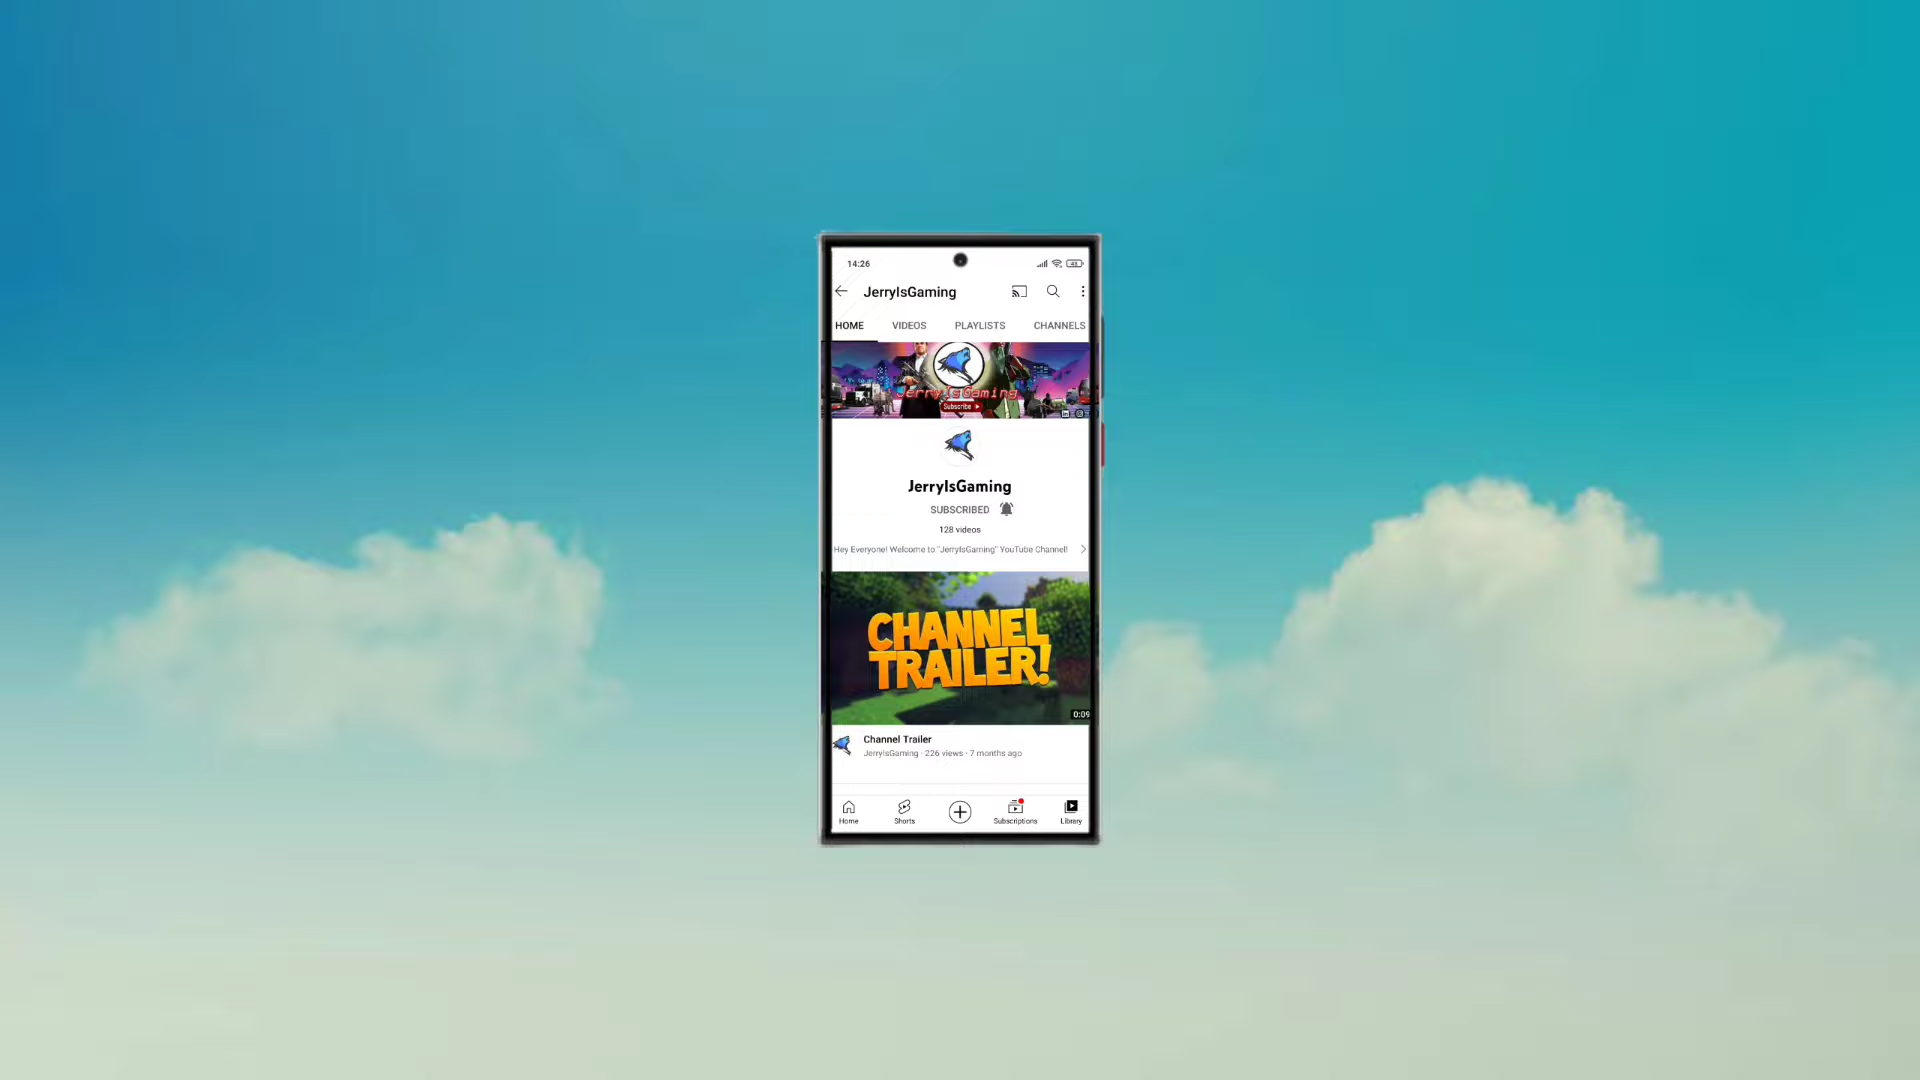 14:26
43
JerryIsGaming
HOME VIDEOS PLAYLISTS CHANNELS
JerryIsGaming
Subscribe
JerryIsGaming
SUBSCRIBED
128 videos
Hey Everyone! Welcome to "JerryIsGaming" YouTube Channel!
CHANNEL
TRAILER!
0:09
Channel Trailer
JerryIsGaming · 226 views · 7 months ago
Home Shorts Subscriptions Library